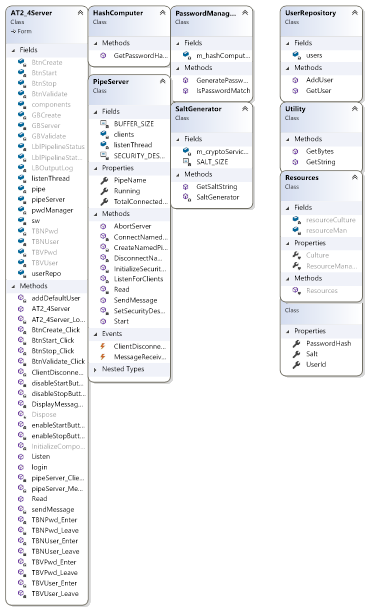 AT2_4Server
Class
→ Form
Fields
BtnCreate
BtnStart
BtnStop
BtnValidate
components
GBCreate
GBServer
GBValidate
LblPipelineStatus
LblPipelineStat...
LBOutputLog
listenThread
pipe
pipeServer
pwdManager
sw
TBNPwd
TBNUser
TBVPwd
TBVUser
userRepo
Methods
addDefaultUser
AT2_4Server
AT2_4Server_Lo...
BtnCreate_Click
BtnStart_Click
BtnStop_Click
BtnValidate_Click
ClientDisconne...
disableStartButt...
disableStopButt...
DisplayMessag...
Dispose
enableStartButt...
enableStopButt...
InitializeCompo...
Listen
login
pipeServer_Clie...
pipeServer_Me...
Read
sendMessage
TBNPwd_Enter
TBNPwd_Leave
TBNUser_Enter
TBNUser_Leave
TBVPwd_Enter
TBVPwd_Leave
TBVUser_Enter
TBVUser_Leave
HashComputer
Class
Methods
GetPasswordHa...
PipeServer
Class
Fields
BUFFER_SIZE
clients
listenThread
SECURITY_DES...
Properties
PipeName
Running
TotalConnected...
Methods
AbortServer
ConnectNamed...
CreateNamedPi...
DisconnectNa...
InitializeSecurit...
ListenForClients
Read
SendMessage
SetSecurityDes...
Start
Events
ClientDisconne...
MessageReceiv...
Nested Types
PasswordManag...
Class
Fields
m_hashComput...
Methods
GeneratePassw...
IsPasswordMatch
SaltGenerator
Class
Fields
m_cryptoServic...
SALT_SIZE
Methods
GetSaltString
SaltGenerator
UserRepository
Class
Fields
users
Methods
AddUser
GetUser
Utility
Class
Methods
GetBytes
GetString
Resources
Class
Fields
resourceCulture
resourceMan
Properties
Culture
ResourceMana...
Methods
Resources
Class
Properties
PasswordHash
Salt
UserId